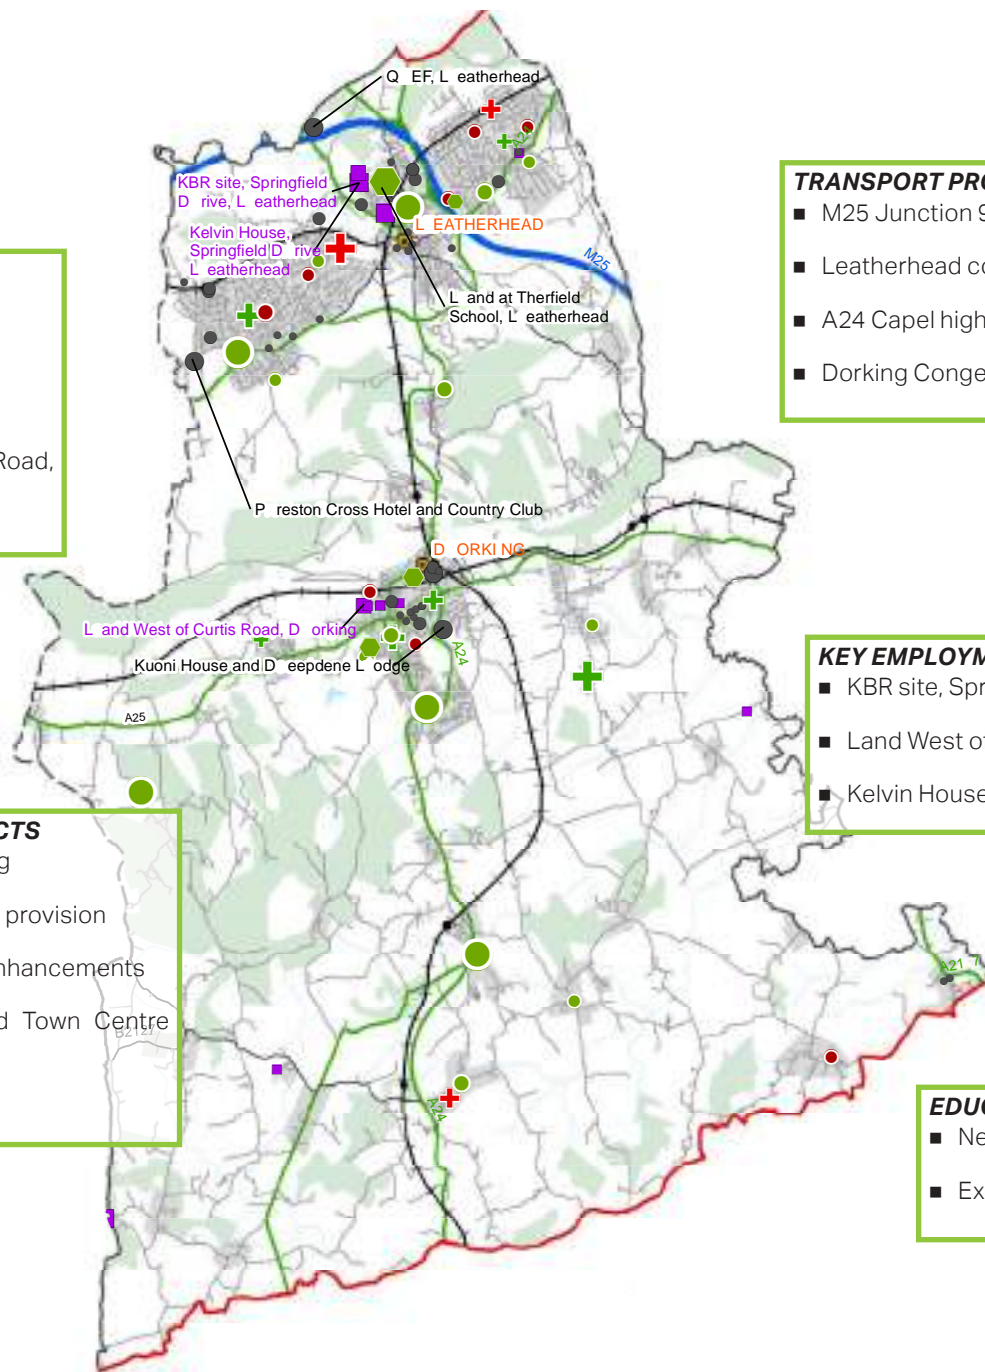 QEF, Leatherhead
A24
KBR site, Springfield
Drive, Leatherhead
Kelvin House,
Springfield Drive
Leatherhead
LEATHERHEAD
M25
Land at Therfield
School, Leatherhead
TRANSPORT PRO
■ M25 Junction 9
■ Leatherhead co
■ A24 Capel high
■ Dorking Conge
Road,
Preston Cross Hotel and Country Club
DORKING
Land West of Curtis Road, Dorking
Kuoni House and Deepdene Lodge
A24
A25
KEY EMPLOYM
■ KBR site, Spr
■ Land West of
■ Kelvin House
CTS
g
provision
nhancements
d Town Centre
B2127
A217
A24
EDUC
■ Ne
■ Ex